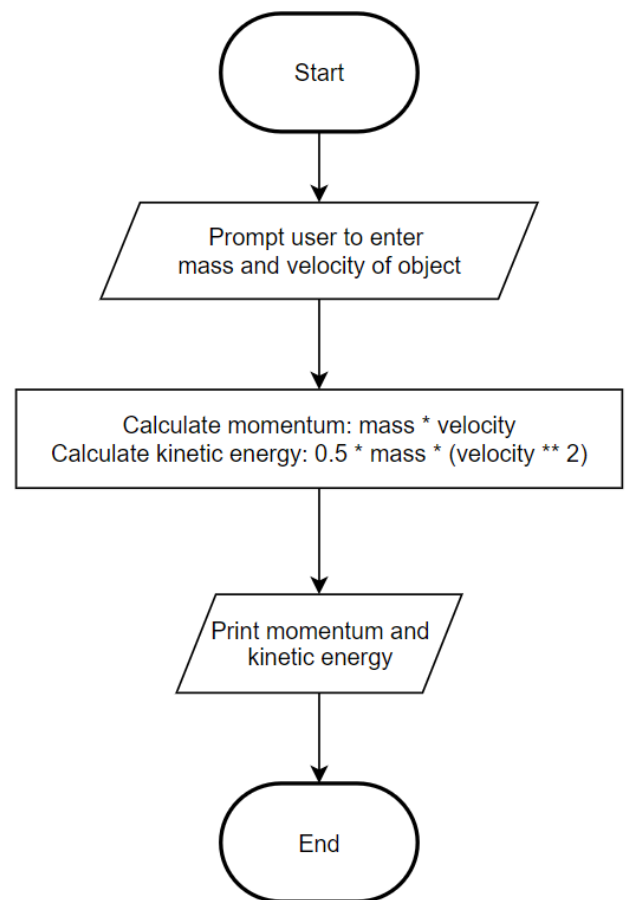 Start
Prompt user to enter
mass and velocity of object
Calculate momentum: mass * velocity
Calculate kinetic energy: 0.5 * mass * (velocity ** 2)
Print momentum and
kinetic energy
End